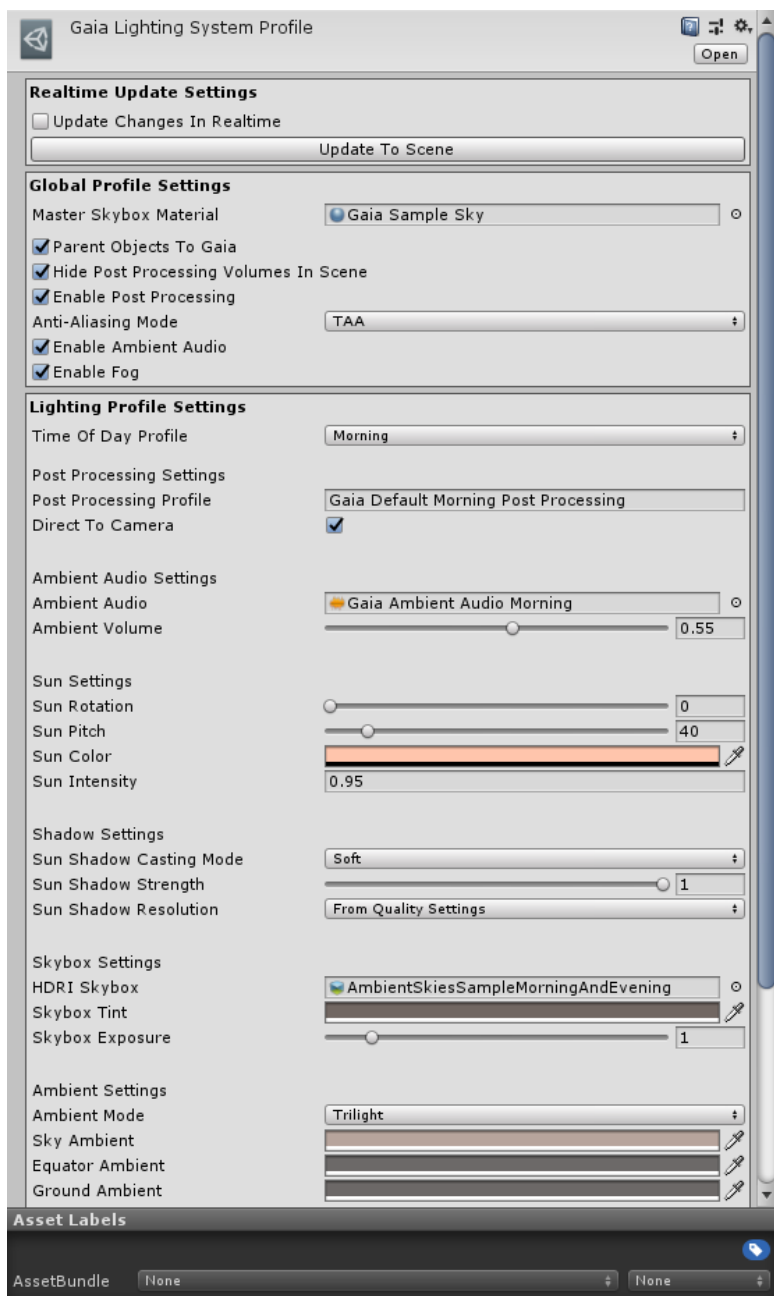 Gaia Lighting System Profile
Open
Realtime Update Settings
Update Changes In Realtime
Update To Scene
Global Profile Settings
Master Skybox Material Gaia Sample Sky
Parent Objects To Gaia
Hide Post Processing Volumes In Scene
Enable Post Processing
Anti-Aliasing Mode TAA
Enable Ambient Audio
Enable Fog
Lighting Profile Settings
Time Of Day Profile Morning
Post Processing Settings
Post Processing Profile Gaia Default Morning Post Processing
Direct To Camera
Ambient Audio Settings
Ambient Audio Gaia Ambient Audio Morning
Ambient Volume 0.55
Sun Settings
Sun Rotation 0
Sun Pitch 40
Sun Color
Sun Intensity 0.95
Shadow Settings
Sun Shadow Casting Mode Soft
Sun Shadow Strength 1
Sun Shadow Resolution From Quality Settings
Skybox Settings
HDRI Skybox AmbientSkiesSampleMorningAndEvening
Skybox Tint
Skybox Exposure 1
Ambient Settings
Ambient Mode Trilight
Sky Ambient
Equator Ambient
Ground Ambient
Asset Labels
AssetBundle None None